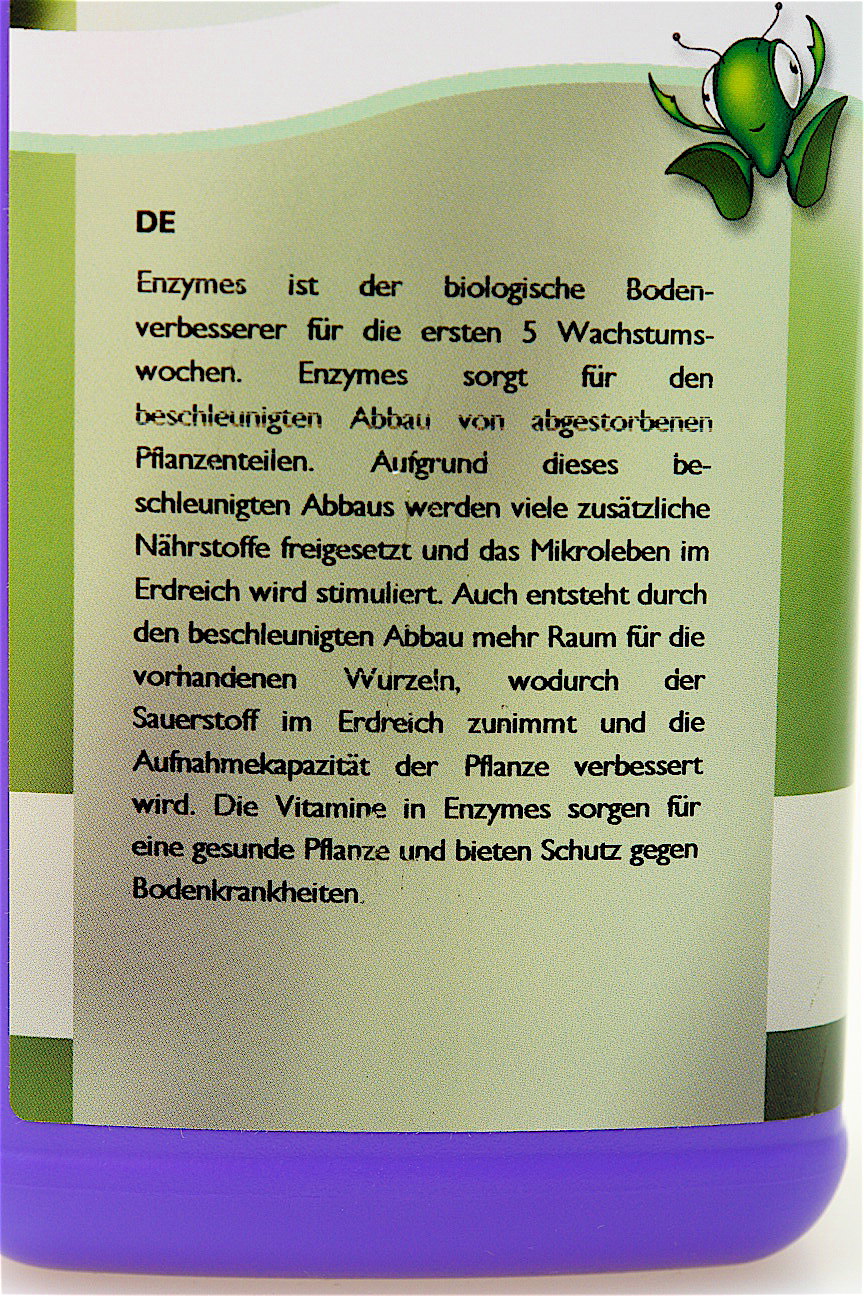 DE
Enzymes ist der biologische Boden-
verbesserer für die ersten 5 Wachstums-
wochen. Enzymes sorgt für den
beschleunigten Abbau von abgestorbenen
Pflanzenteilen. Aufgrund dieses be-
schleunigten Abbaus werden viele zusätzliche
Nährstoffe freigesetzt und das Mikroleben im
Erdreich wird stimuliert. Auch entsteht durch
den beschleunigten Abbau mehr Raum für die
vorhandenen Wurzeln, wodurch der
Sauerstoff im Erdreich zunimmt und die
Aufnahmekapazität der Pflanze verbessert
wird. Die Vitamine in Enzymes sorgen für
eine gesunde Pflanze und bieten Schutz gegen
Bodenkrankheiten.